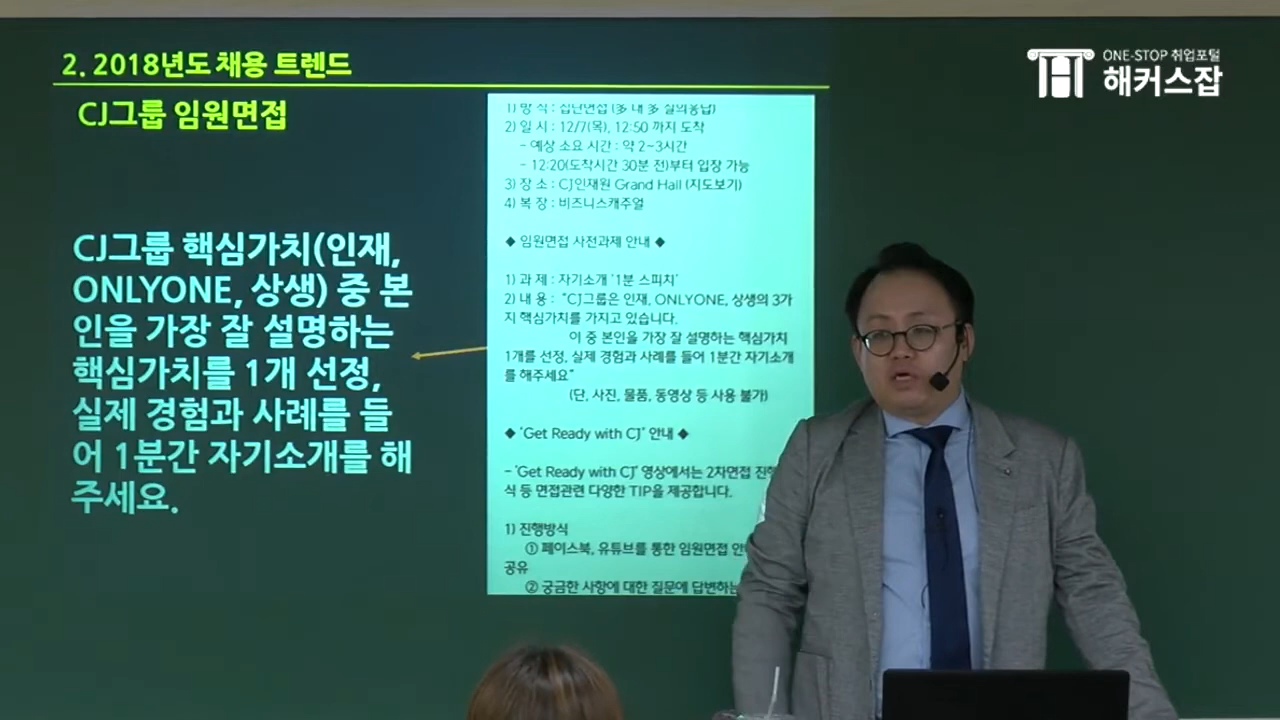 2. 2018년도 채용 트렌드
CJ그룹 임원면접
ONE-STOP 취업포털
해커스잡
CJ그룹 핵심가치(인재,
ONLYONE, 상생) 중 본
인을 가장 잘 설명하는
핵심가치를 1개 선정,
실제 경험과 사례를 들
어 1분간 자기소개를 해
주세요.
1) 방 식 : 집단면접 (多 대 多 질의응답)
2) 일 시 : 12/7(목), 12:50 까지 도착
- 예상 소요 시간 : 약 2~3시간
- 12:20(도착시간 30분 전)부터 입장 가능
3) 장 소 : CJ인재원 Grand Hall (지도보기)
4) 복 장 : 비즈니스캐주얼
◆ 임원면접 사전과제 안내 ◆
1) 과 제 : 자기소개 '1분 스피치'
2) 내 용 : "CJ그룹은 인재, ONLYONE, 상생의 3가
지 핵심가치를 가지고 있습니다.
이 중 본인을 가장 잘 설명하는 핵심가치
1개를 선정, 실제 경험과 사례를 들어 1분간 자기소개
를 해주세요"
(단, 사진, 물품, 동영상 등 사용 불가)
◆ 'Get Ready with CJ' 안내 ◆
- 'Get Ready with CJ' 영상에서는 2차면접 진행
식 등 면접관련 다양한 TIP을 제공합니다.
1) 진행방식
① 페이스북, 유튜브를 통한 임원면접
공유
② 궁금한 사항에 대한 질문에 답변하는